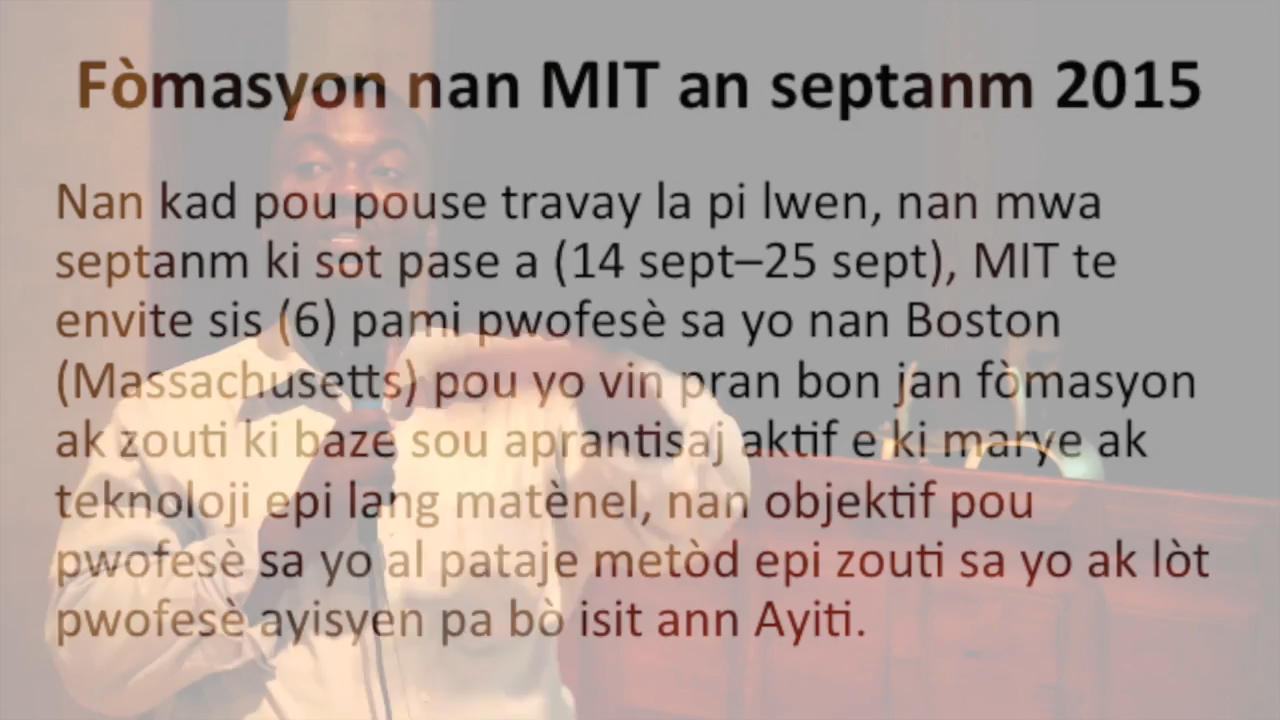 Fòmasyon nan MIT an septanm 2015
Nan kad pou pouse travay la pi lwen, nan mwa
septanm ki sot pase a (14 sept–25 sept), MIT te
envite sis (6) pami pwofesè sa yo nan Boston
(Massachusetts) pou yo vin pran bon jan fòmasyon
ak zouti ki baze sou aprantisaj aktif e ki marye ak
teknoloji epi lang matènel, nan objektif pou
pwofesè sa yo al pataje metòd epi zouti sa yo ak lòt
pwofesè ayisyen pa bò isit ann Ayiti.